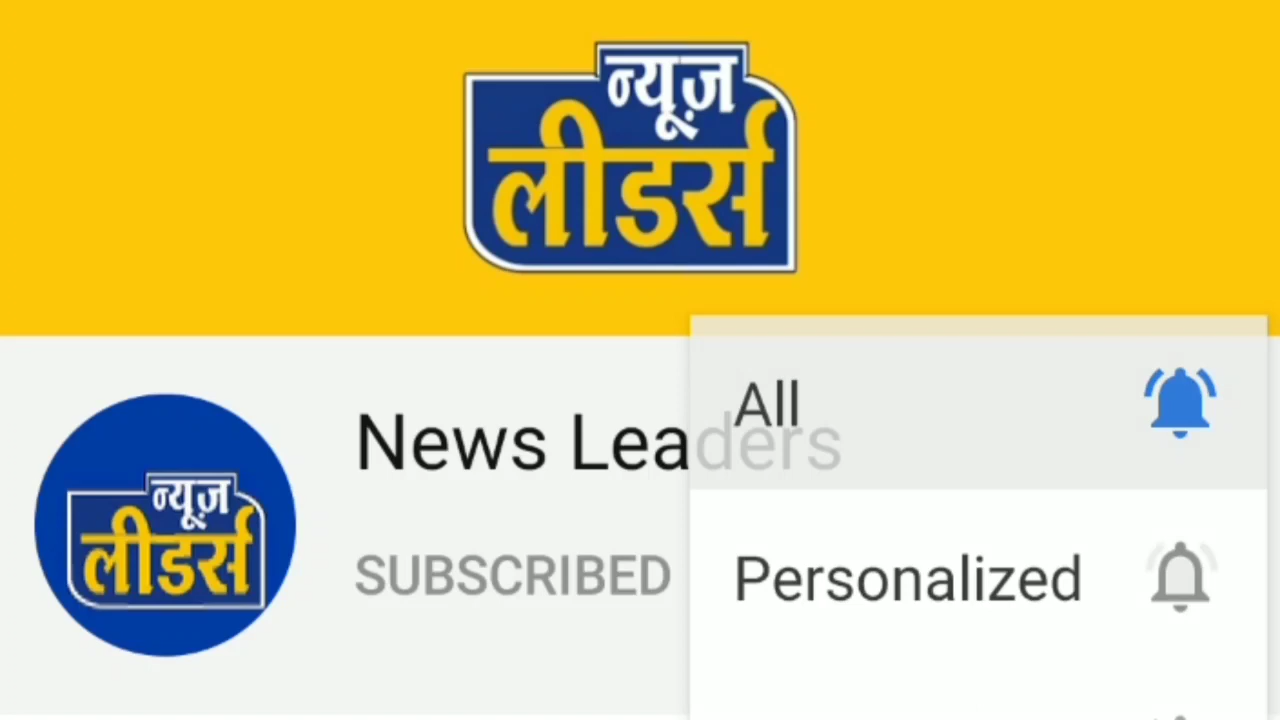 न्यूज़
लीडर्स
All
News Leaders
न्यूज़
लीडर्स
SUBSCRIBED
Personalized